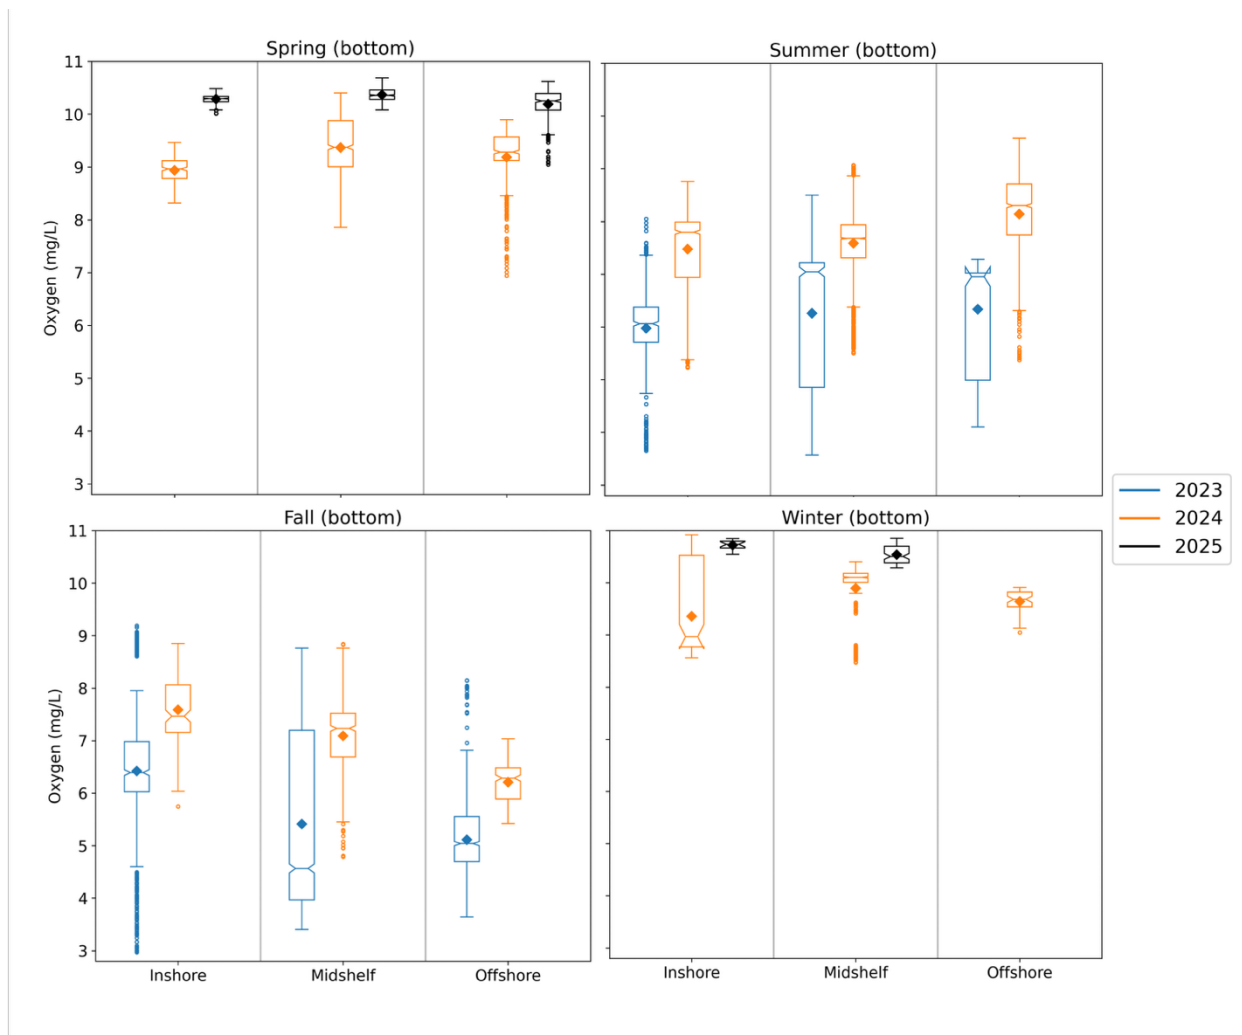 Spring (bottom)
Summer (bottom)
11
10
9
8
7
6
5
4
3
Oxygen (mg/L)
2023
2024
2025
Fall (bottom)
Winter (bottom)
11
10
9
8
7
6
5
4
3
Oxygen (mg/L)
Inshore
Midshelf
Offshore
Inshore
Midshelf
Offshore